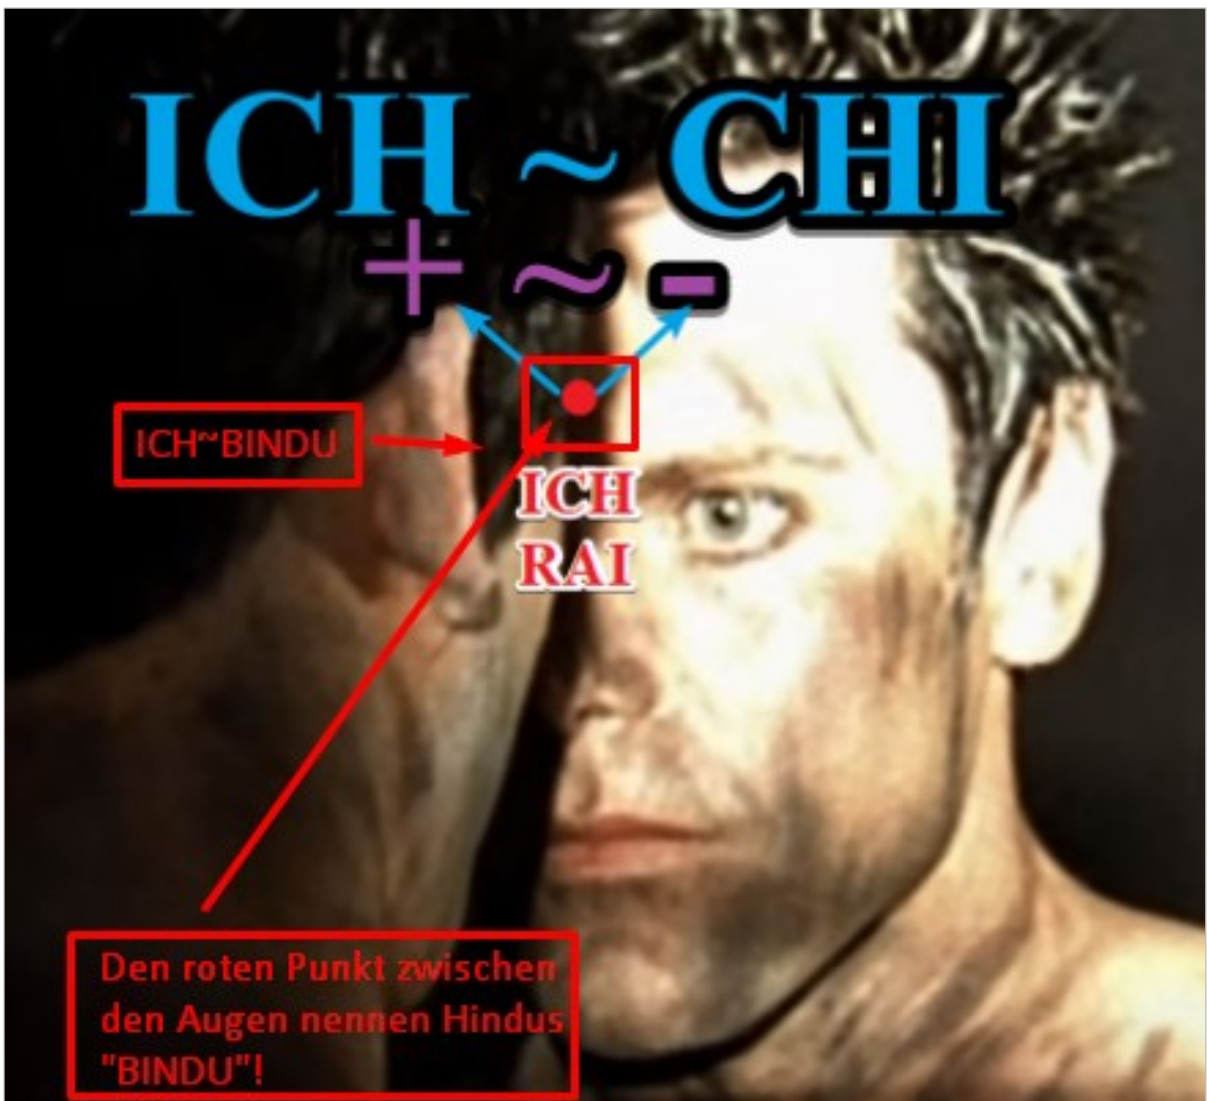 ICH ~ CHI
+ ~ -
ICH~BINDU
ICH
RAI
Den roten Punkt zwischen
den Augen nennen Hindus
"BINDU"!